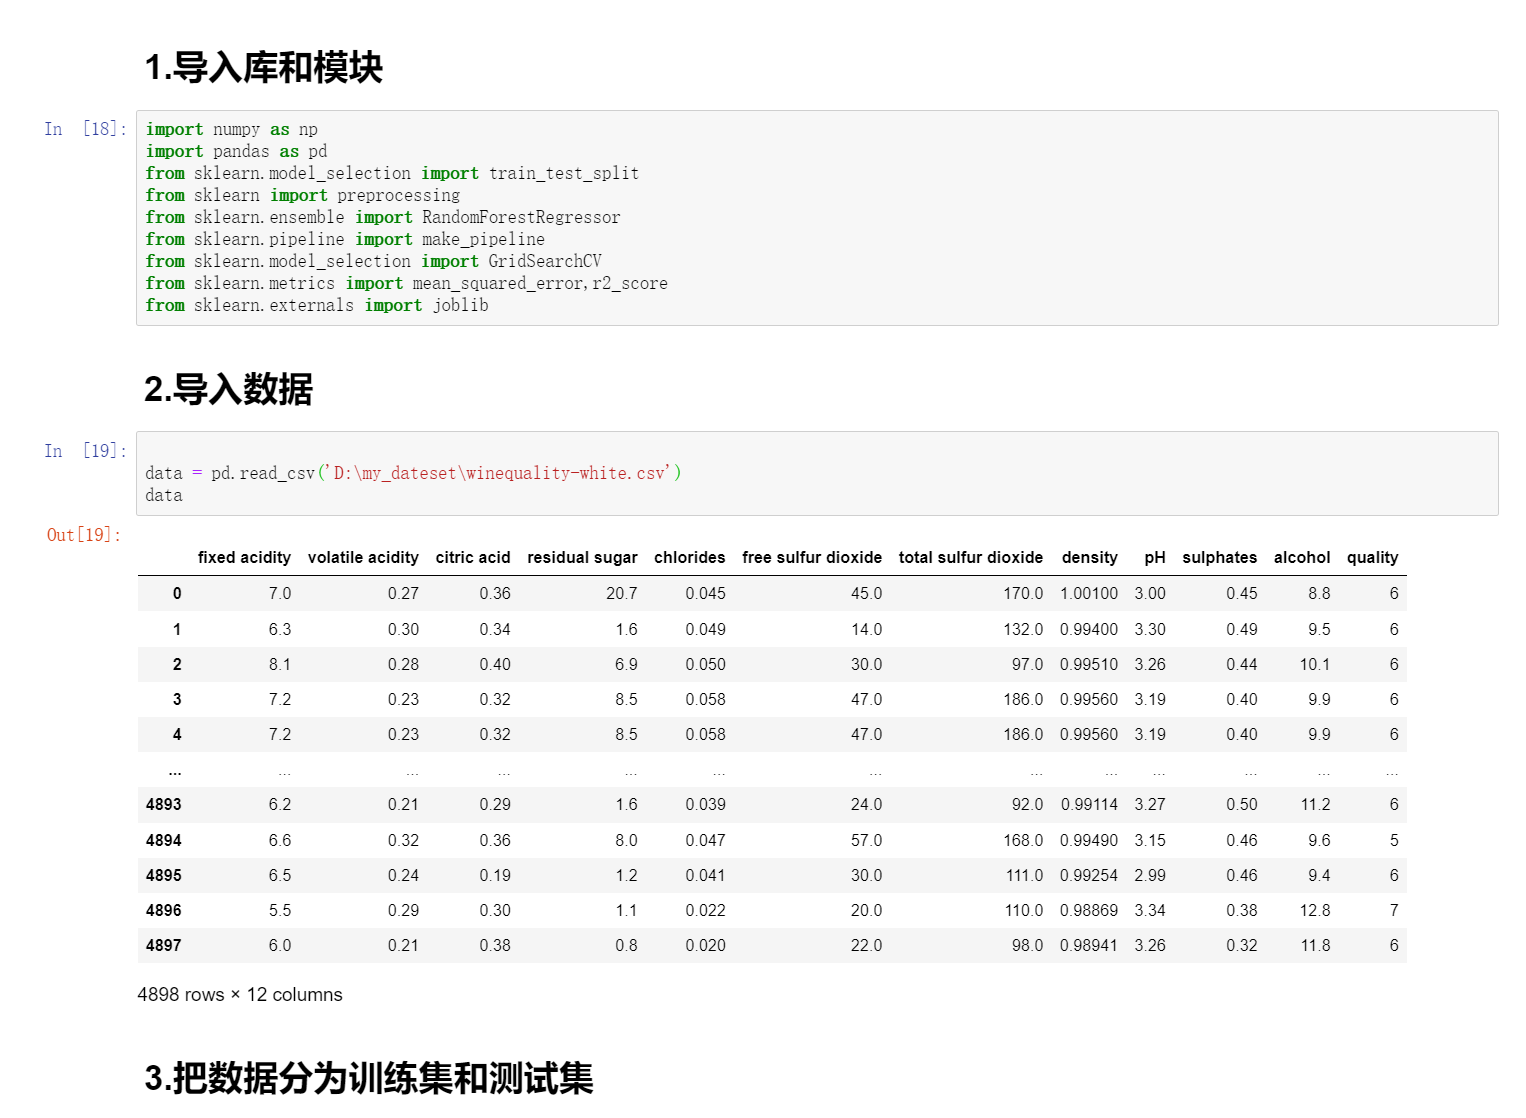 1.导入库和模块
In [18]:
import numpy as np
import pandas as pd
from sklearn.model_selection import train_test_split
from sklearn import preprocessing
from sklearn.ensemble import RandomForestRegressor
from sklearn.pipeline import make_pipeline
from sklearn.model_selection import GridSearchCV
from sklearn.metrics import mean_squared_error,r2_score
from sklearn.externals import joblib
2.导入数据
In [19]:
data = pd.read_csv('D:\my_dateset\winequality-white.csv')
data
Out[19]:
fixed acidity volatile acidity citric acid residual sugar chlorides free sulfur dioxide total sulfur dioxide density pH sulphates alcohol quality
0 7.0 0.27 0.36 20.7 0.045 45.0 170.0 1.00100 3.00 0.45 8.8 6
1 6.3 0.30 0.34 1.6 0.049 14.0 132.0 0.99400 3.30 0.49 9.5 6
2 8.1 0.28 0.40 6.9 0.050 30.0 97.0 0.99510 3.26 0.44 10.1 6
3 7.2 0.23 0.32 8.5 0.058 47.0 186.0 0.99560 3.19 0.40 9.9 6
4 7.2 0.23 0.32 8.5 0.058 47.0 186.0 0.99560 3.19 0.40 9.9 6
... ... ... ... ... ... ... ... ... ... ... ... ...
4893 6.2 0.21 0.29 1.6 0.039 24.0 92.0 0.99114 3.27 0.50 11.2 6
4894 6.6 0.32 0.36 8.0 0.047 57.0 168.0 0.99490 3.15 0.46 9.6 5
4895 6.5 0.24 0.19 1.2 0.041 30.0 111.0 0.99254 2.99 0.46 9.4 6
4896 5.5 0.29 0.30 1.1 0.022 20.0 110.0 0.98869 3.34 0.38 12.8 7
4897 6.0 0.21 0.38 0.8 0.020 22.0 98.0 0.98941 3.26 0.32 11.8 6
4898 rows × 12 columns
3.把数据分为训练集和测试集